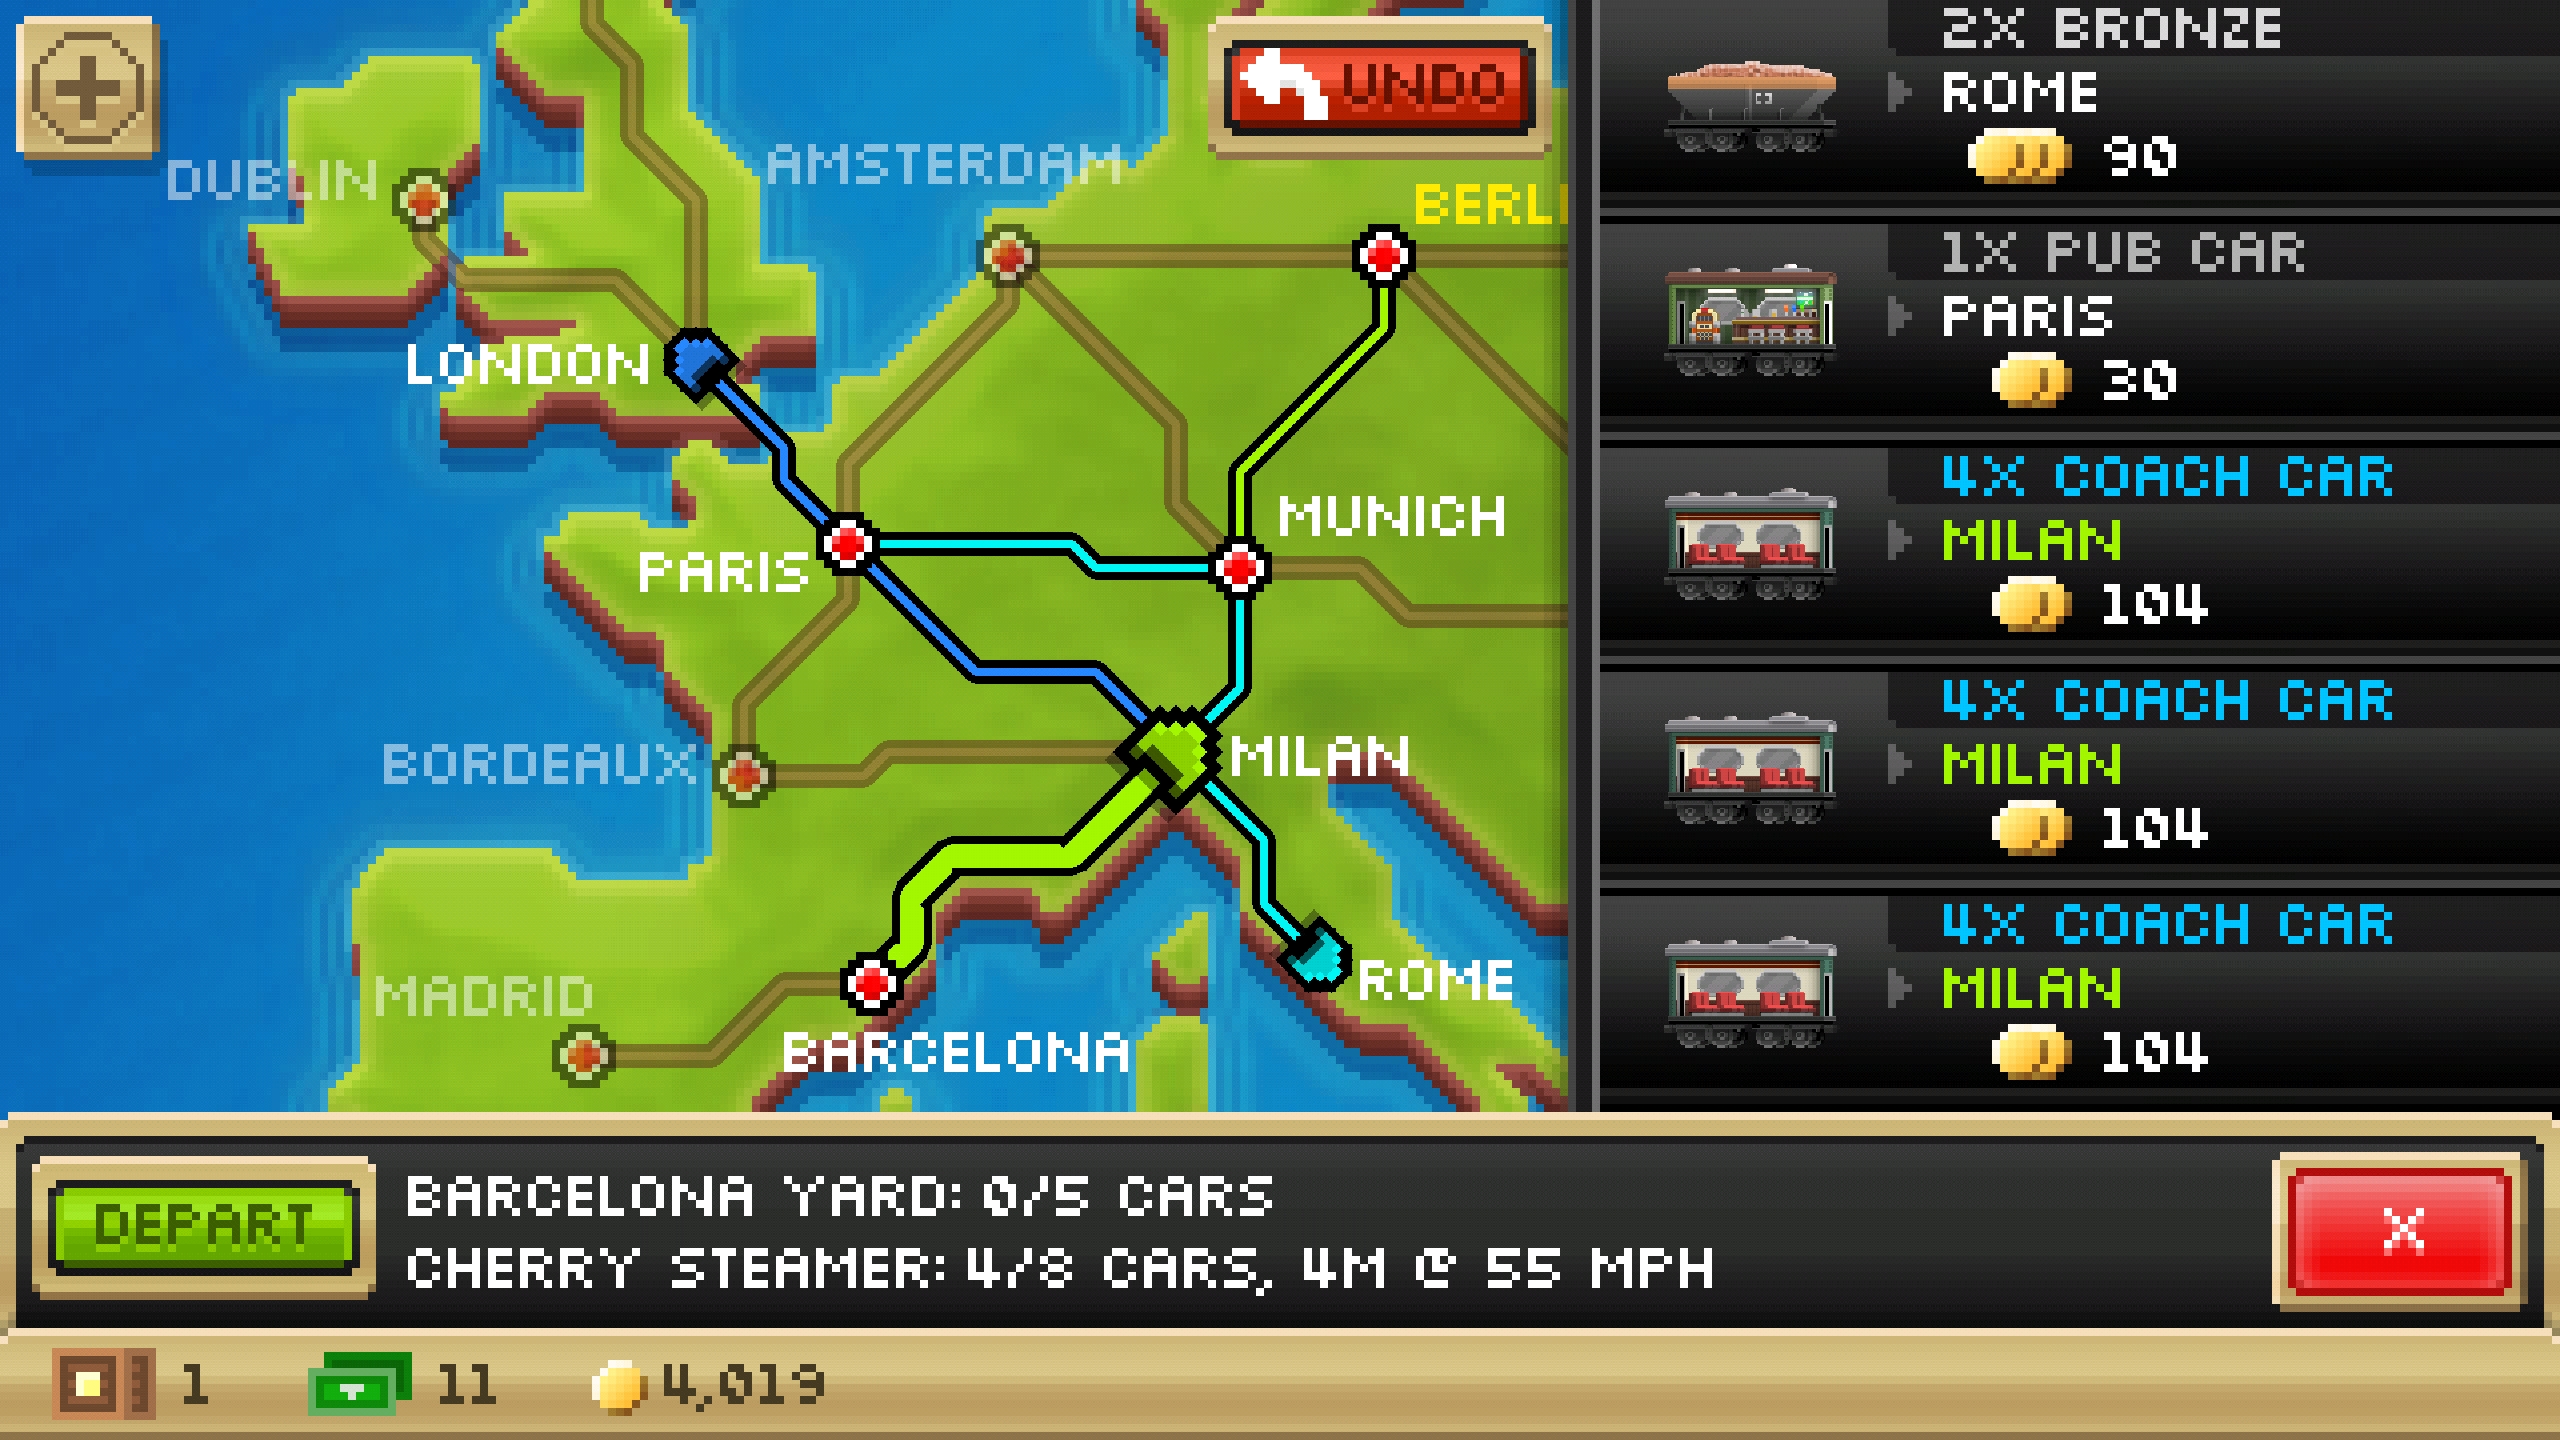 UNDO
DUBLIN
AMSTERDAM
BERLI
LONDON
MUNICH
PARIS
BORDEAUX
MILAN
MADRID
ROME
BARCELONA
2X BRONZE
ROME
90
1X PUB CAR
PARIS
30
4X COACH CAR
MILAN
104
4X COACH CAR
MILAN
104
4X COACH CAR
MILAN
104
DEPART
BARCELONA YARD: 0/5 CARS
CHERRY STEAMER: 4/8 CARS, 4M @ 55 MPH
X
1
11
4,019